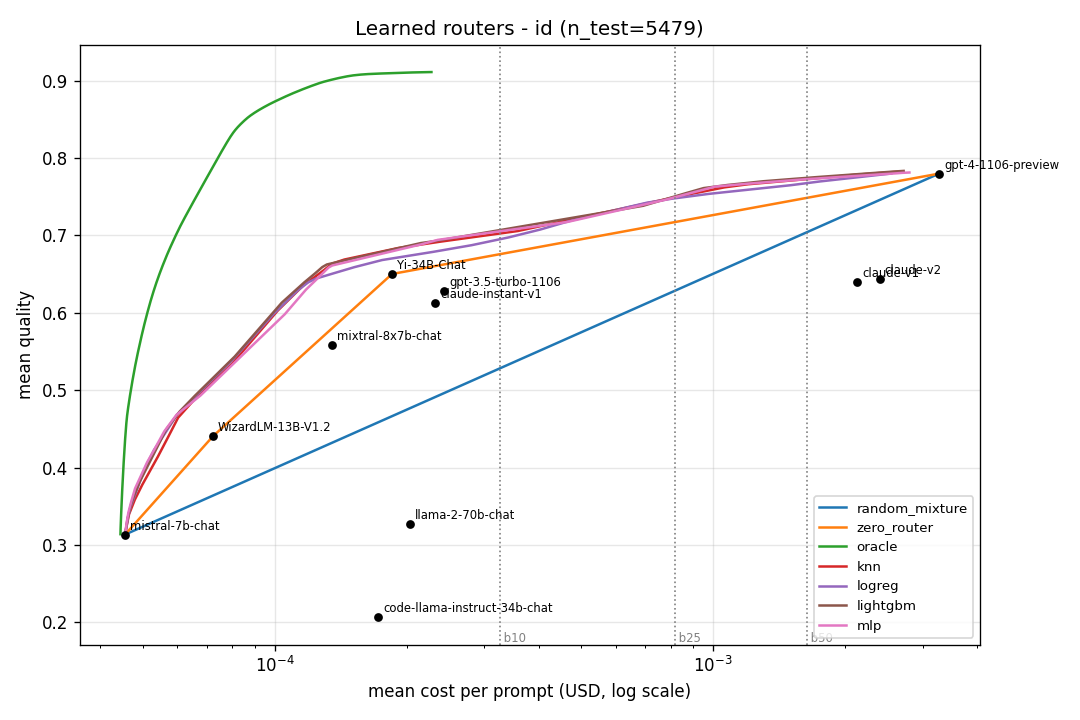 Learned routers - id (n_test=5479)
mean quality
0.9
0.8
0.7
0.6
0.5
0.4
0.3
0.2
gpt-4-1106-preview
claude-v1
claude-v2
Yi-34B-Chat
gpt-3.5-turbo-1106
claude-instant-v1
mixtral-8x7b-chat
WizardLM-13B-V1.2
mistral-7b-chat
llama-2-70b-chat
code-llama-instruct-34b-chat
random_mixture
zero_router
oracle
knn
logreg
lightgbm
mlp
b10
b25
b50
10⁻⁴
10⁻³
mean cost per prompt (USD, log scale)